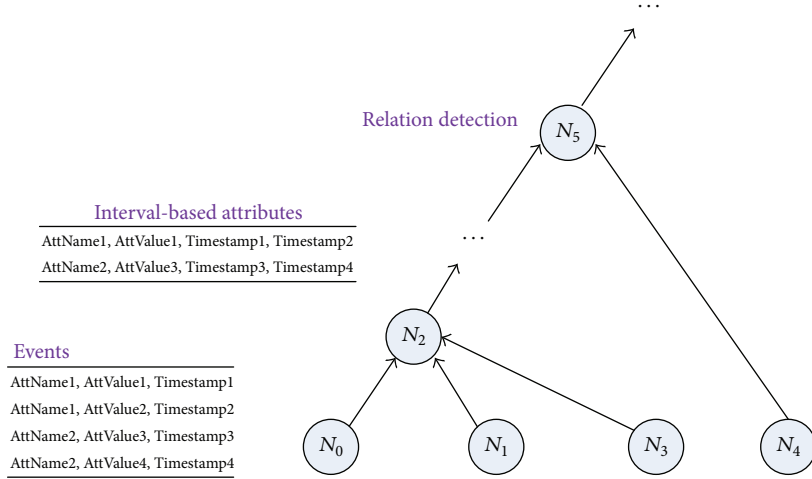 ...
Relation detection
N5
Interval-based attributes
AttName1, AttValue1, Timestamp1, Timestamp2
AttName2, AttValue3, Timestamp3, Timestamp4
...
N2
Events
AttName1, AttValue1, Timestamp1
AttName1, AttValue2, Timestamp2
AttName2, AttValue3, Timestamp3
AttName2, AttValue4, Timestamp4
N0 N1 N3 N4